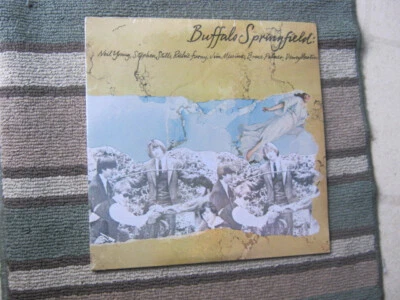 Buffalo Springfield
Neil Young, Stephen Stills, Richie Furay, Jim Messina, Bruce Palmer, Dewey Martin